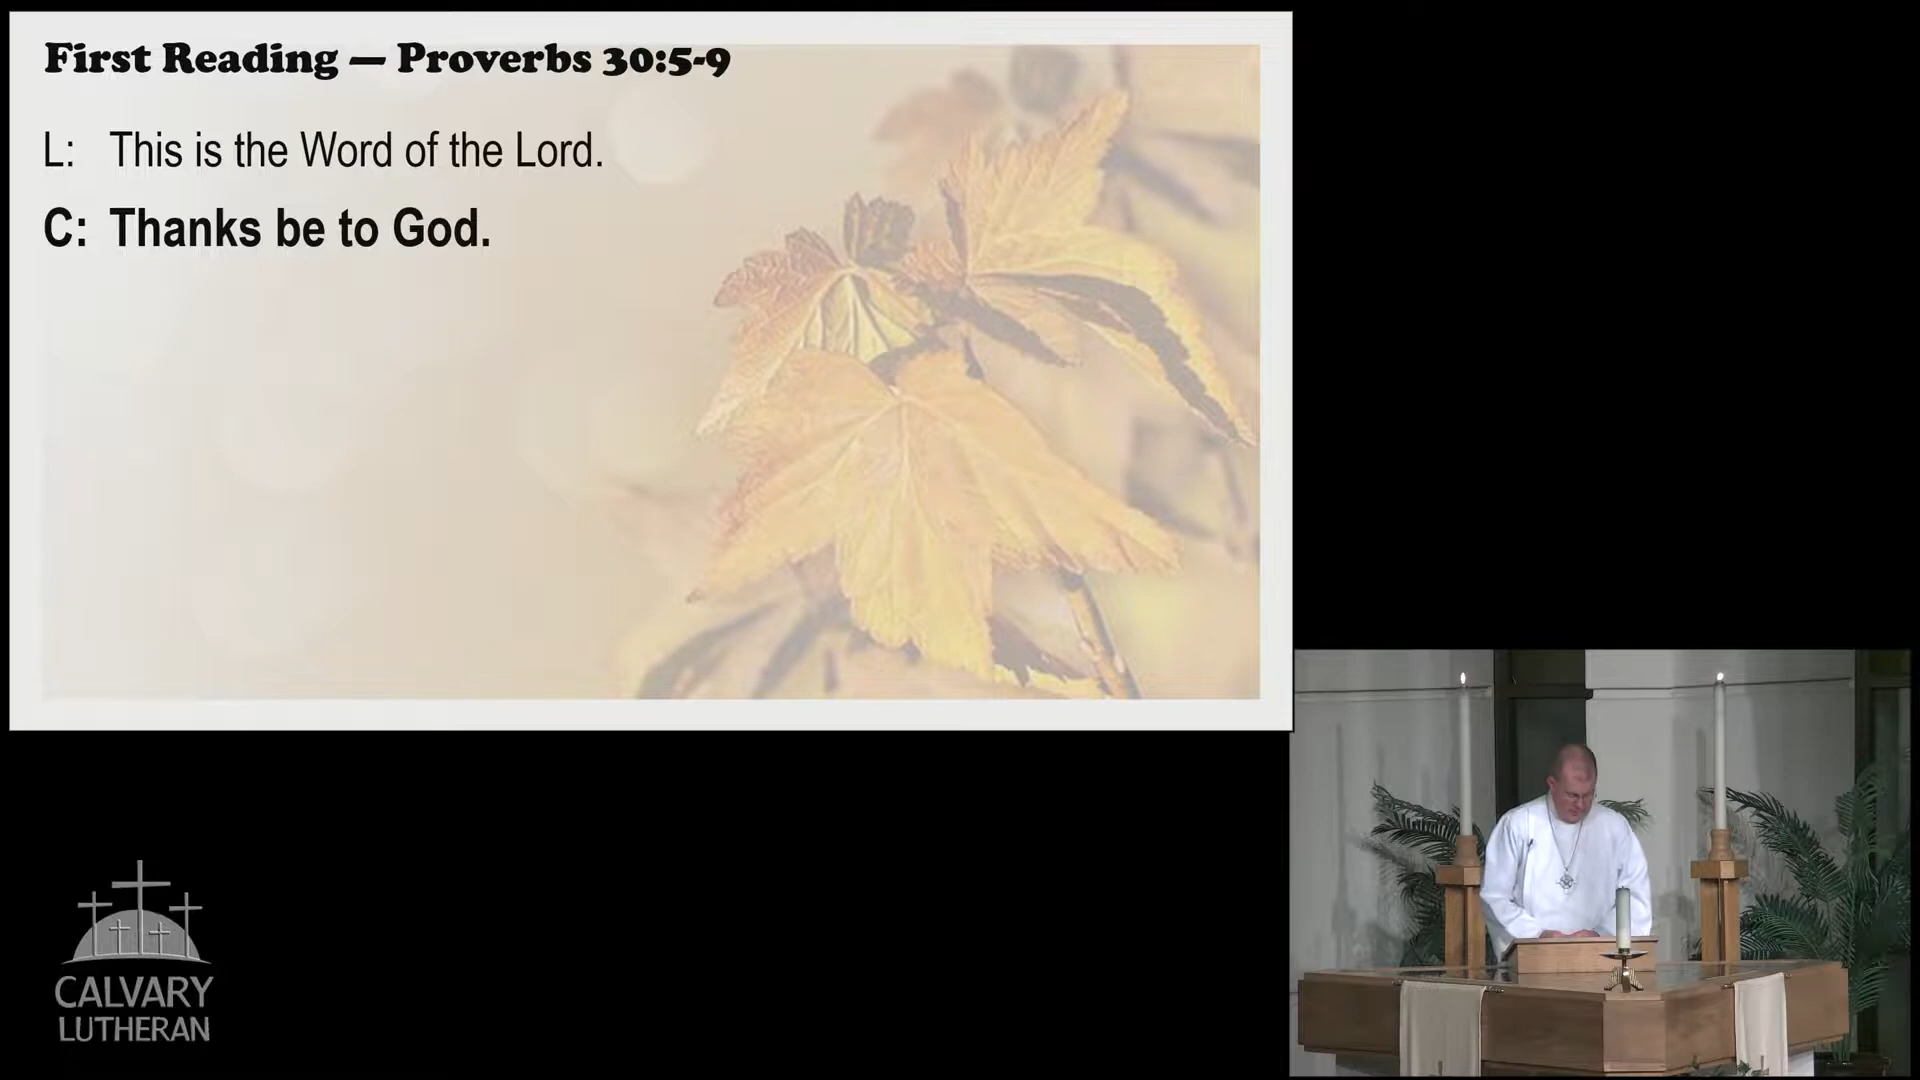 First Reading — Proverbs 30:5-9
L: This is the Word of the Lord.
C: Thanks be to God.
CALVARY
LUTHERAN